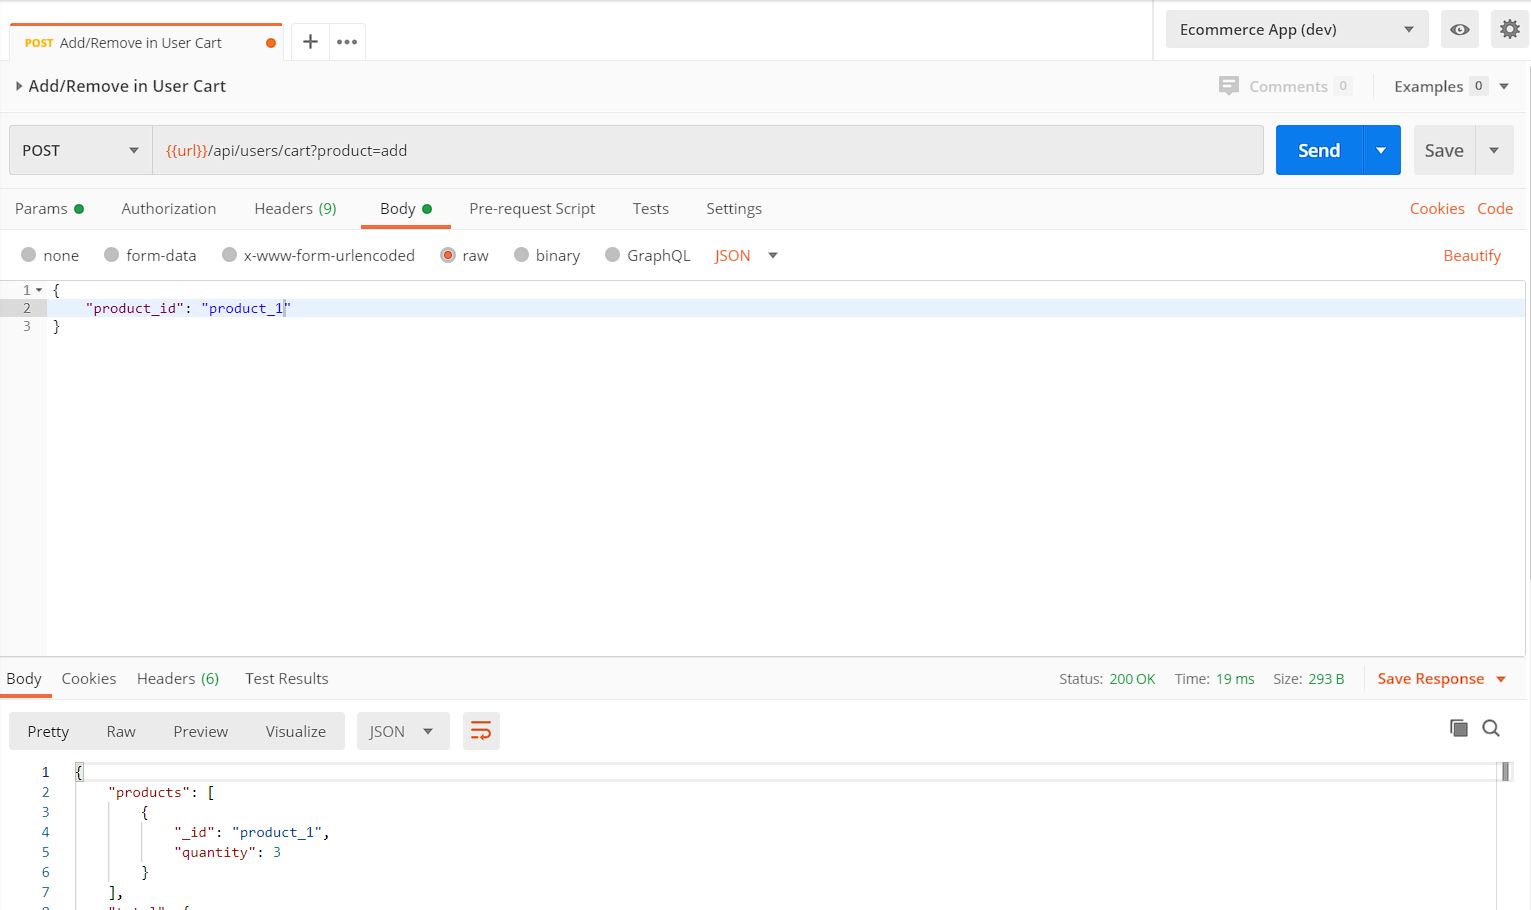 POST Add/Remove in User Cart
Ecommerce App (dev)
Add/Remove in User Cart
Comments 0 Examples 0
POST {{url}}/api/users/cart?product=add Send Save
Params Authorization Headers (9) Body Pre-request Script Tests Settings Cookies Code
none form-data x-www-form-urlencoded raw binary GraphQL JSON Beautify
1 {
2 "product_id": "product_1"
3 }
Body Cookies Headers (6) Test Results Status: 200 OK Time: 19 ms Size: 293 B Save Response
Pretty Raw Preview Visualize JSON
1 {
2 "products": [
3 {
4 "_id": "product_1",
5 "quantity": 3
6 }
7 ],